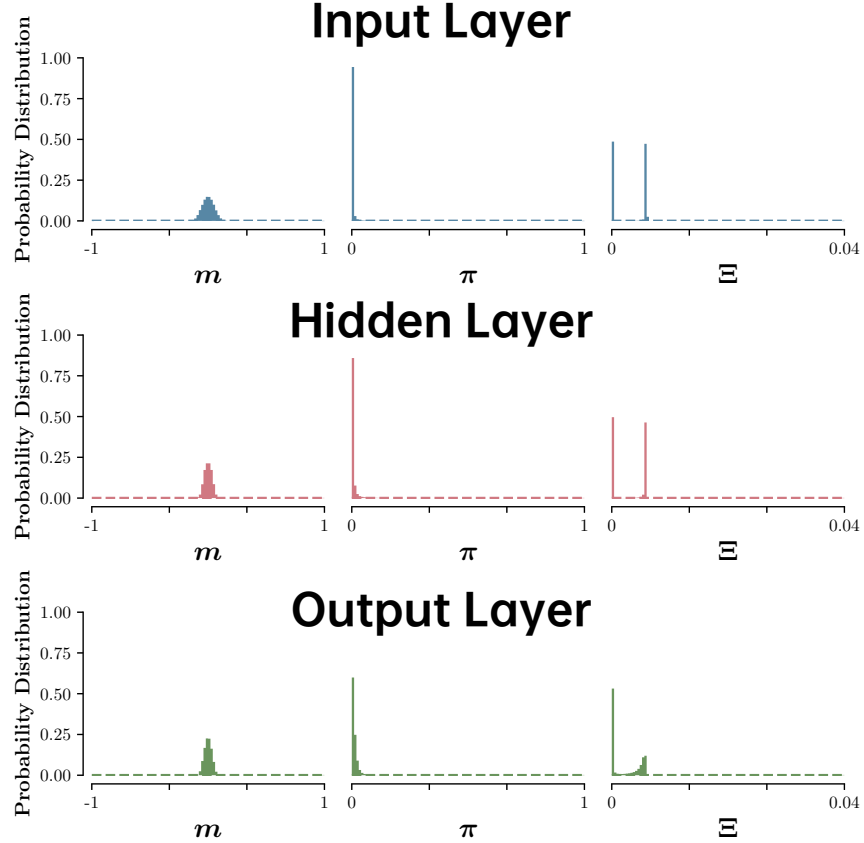 Input Layer
Probability Distribution
1.00
0.75
0.50
0.25
0.00
-1 1 0 1 0 0.04
m π Ξ
Hidden Layer
Probability Distribution
1.00
0.75
0.50
0.25
0.00
-1 1 0 1 0 0.04
m π Ξ
Output Layer
Probability Distribution
1.00
0.75
0.50
0.25
0.00
-1 1 0 1 0 0.04
m π Ξ